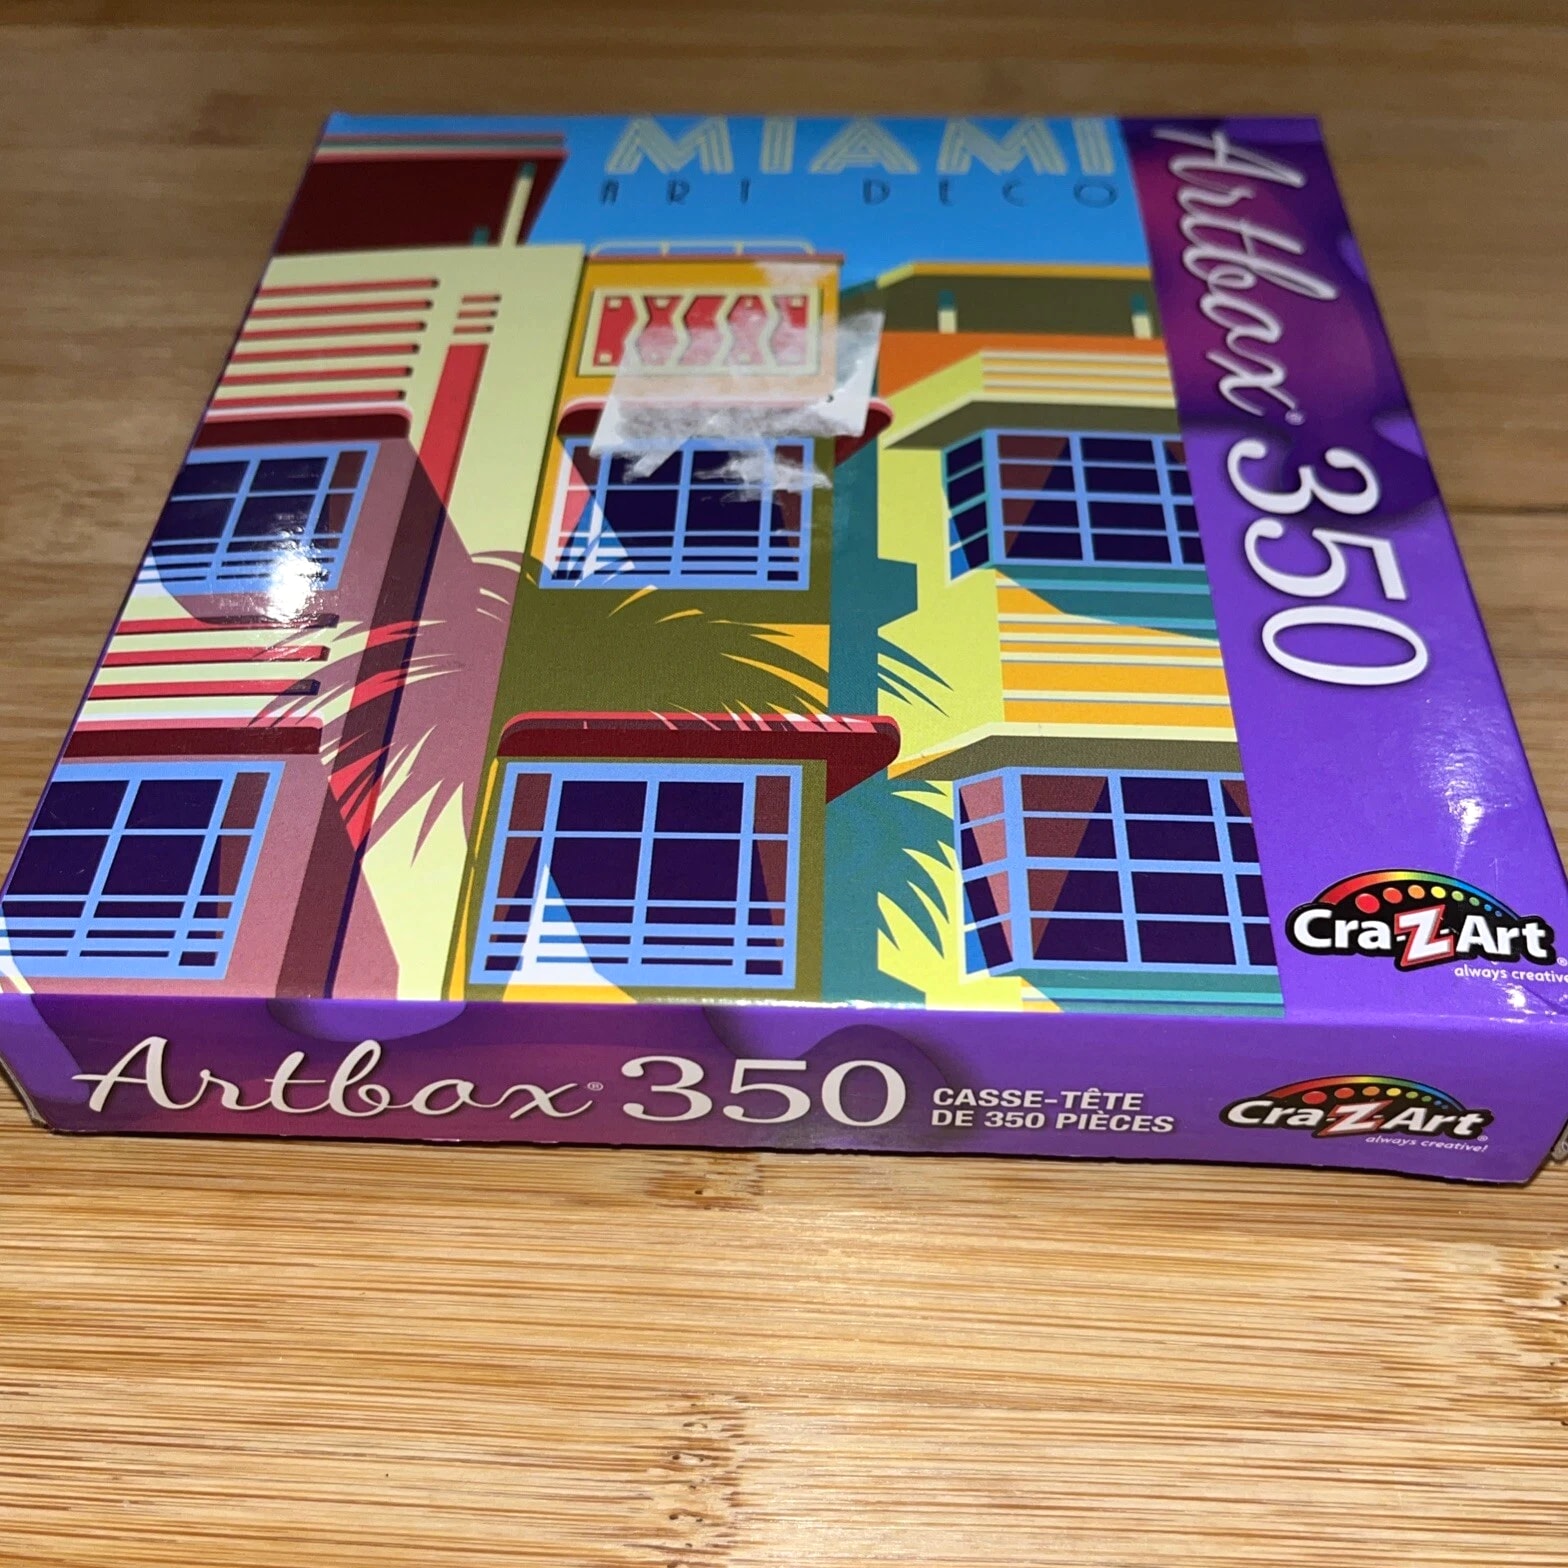 MIAMI
ART DECO
Artbox® 350
Cra-Z-Art®
always creative
Artbox® 350
CASSE-TÊTE
DE 350 PIÈCES
Cra-Z-Art®
always creative!